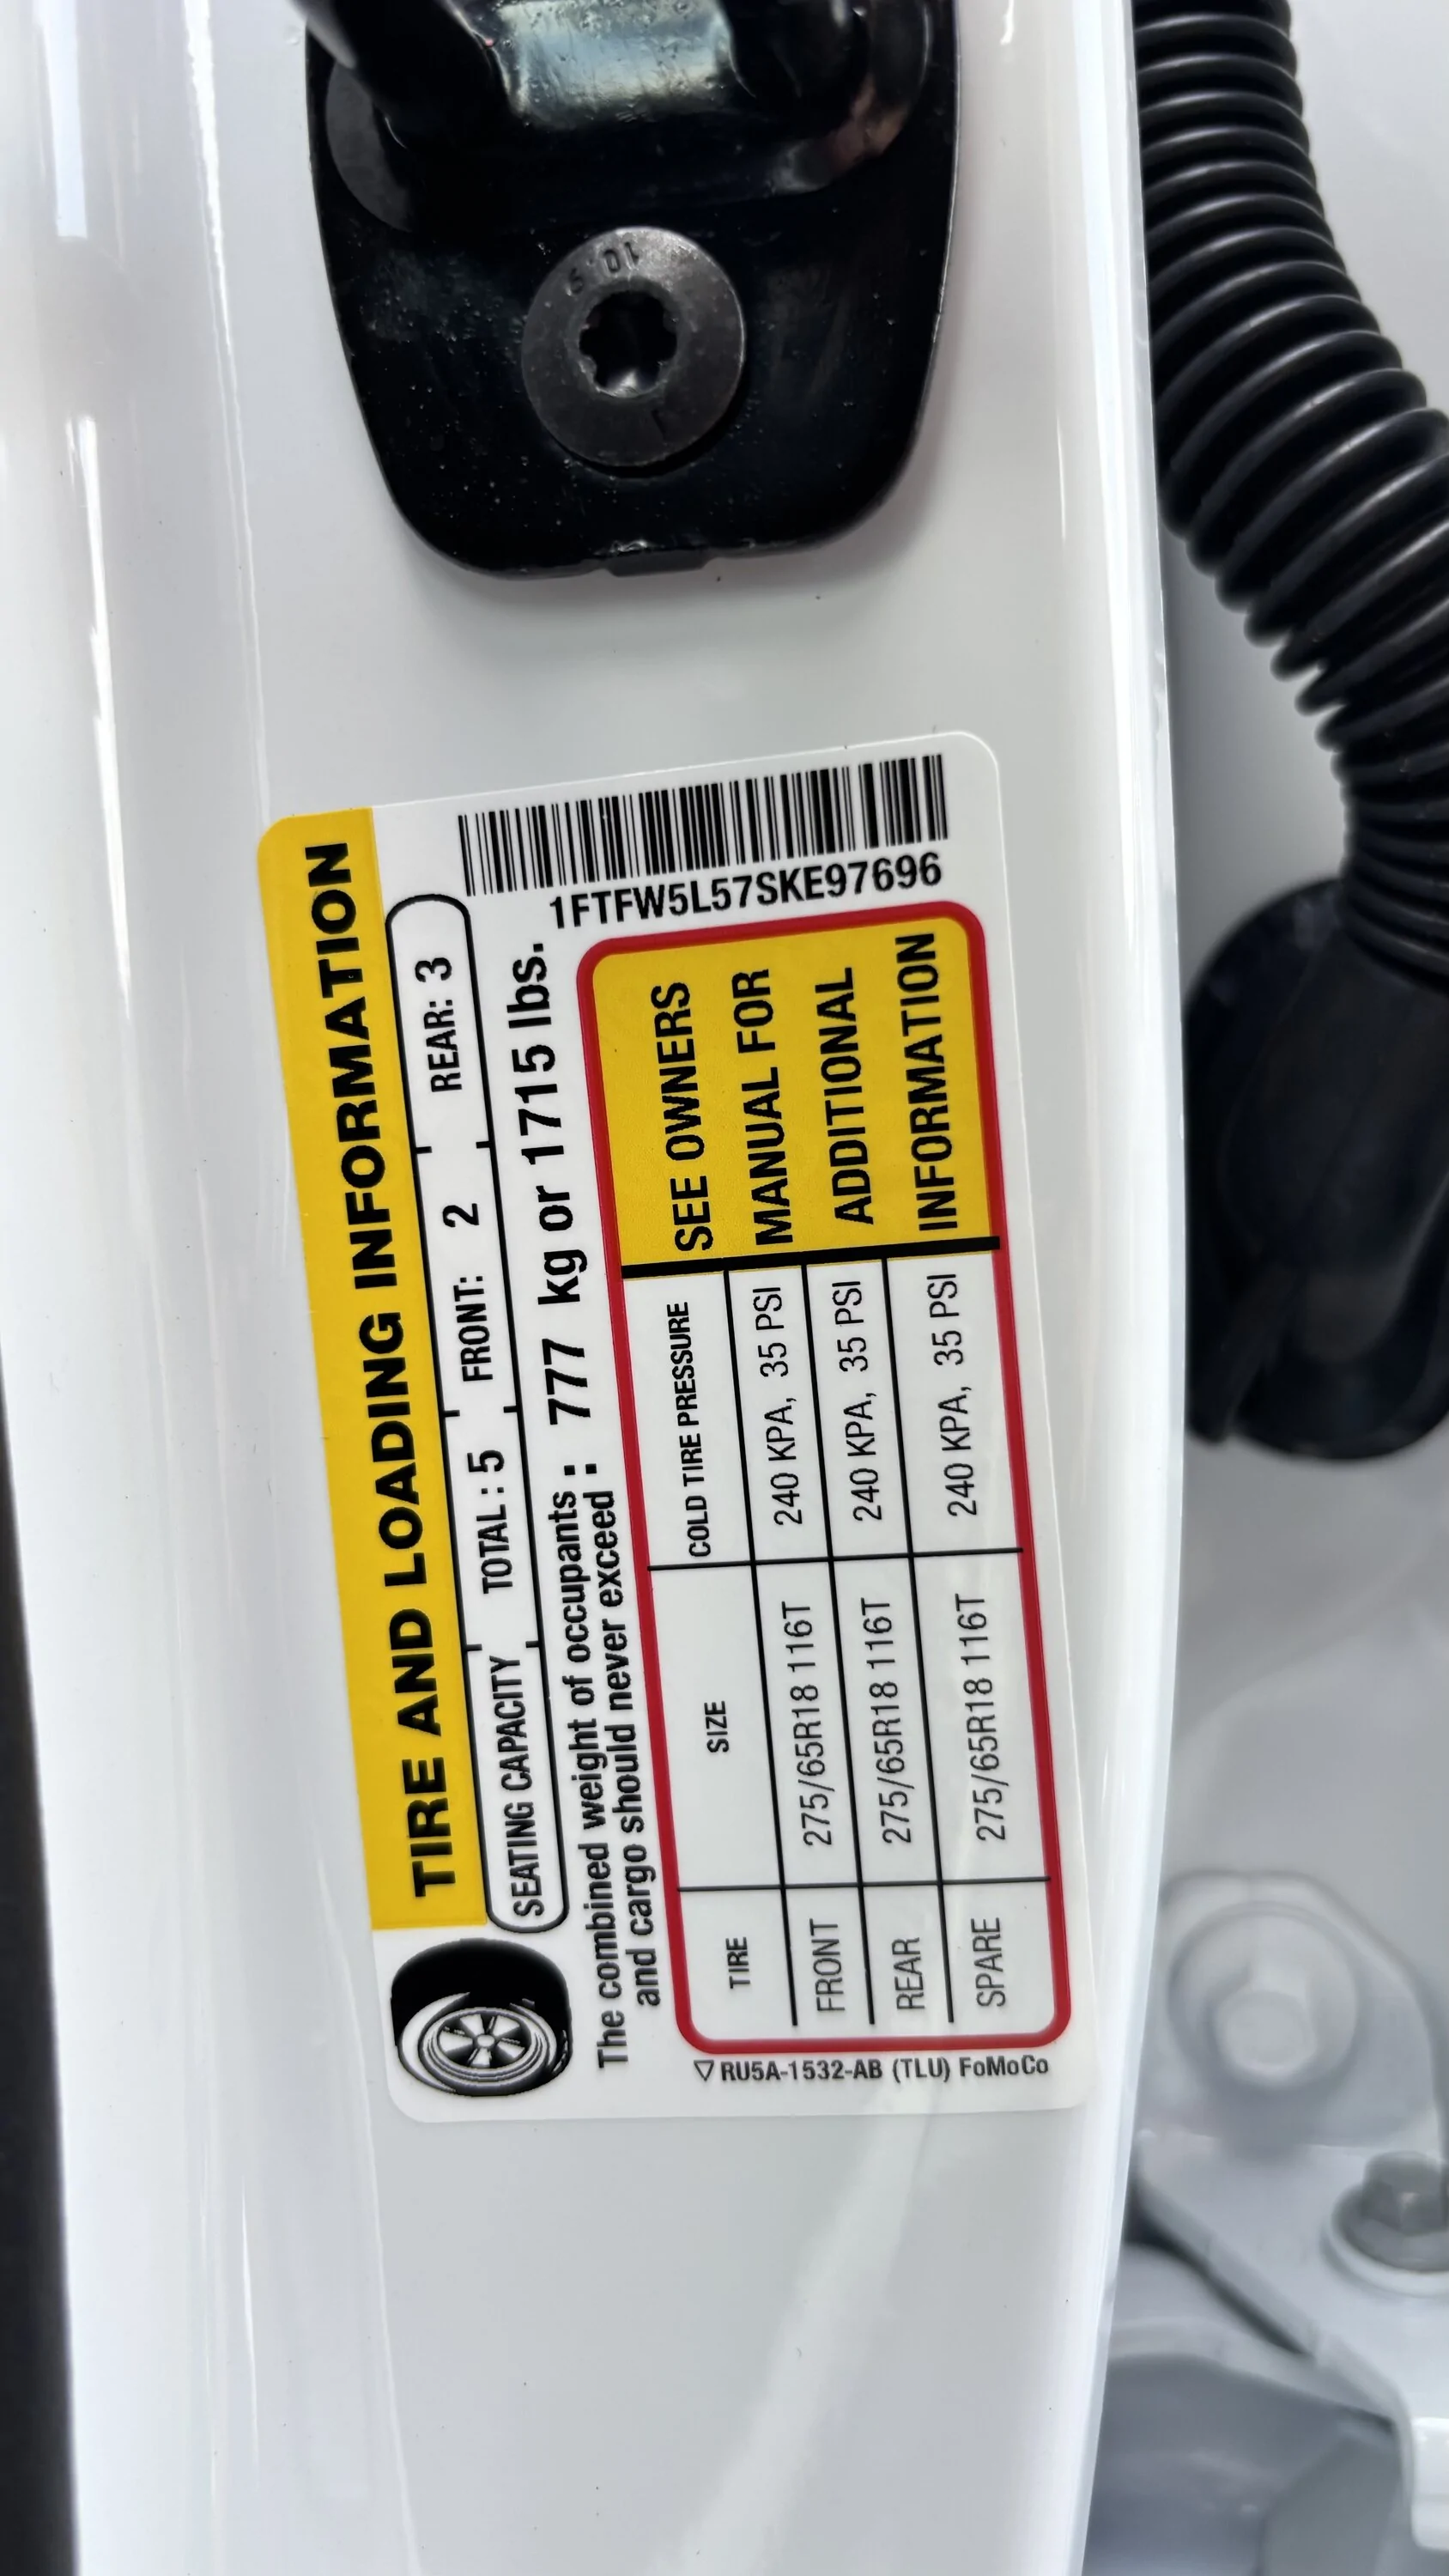 10.9
TIRE AND LOADING INFORMATION
SEATING CAPACITY TOTAL : 5 FRONT: 2 REAR: 3
The combined weight of occupants
and cargo should never exceed : 777 kg or 1715 lbs.
1FTFW5L57SKE97696
TIRE SIZE COLD TIRE PRESSURE
FRONT 275/65R18 116T 240 KPA, 35 PSI
REAR 275/65R18 116T 240 KPA, 35 PSI
SPARE 275/65R18 116T 240 KPA, 35 PSI
SEE OWNERS
MANUAL FOR
ADDITIONAL
INFORMATION
RU5A-1532-AB (TLU) FoMoCo